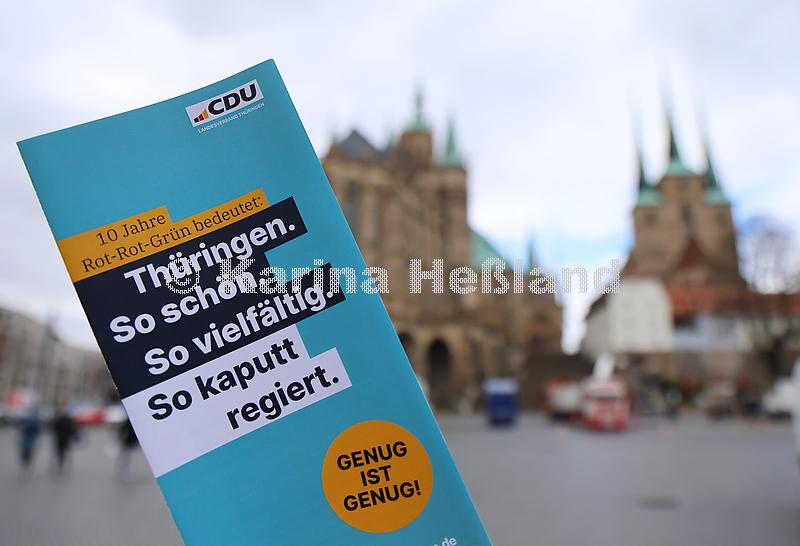 CDU
LANDESVERBAND THÜRINGEN
10 Jahre
Rot-Rot-Grün bedeutet:
Thüringen.
So schön.
So vielfältig.
So kaputt
regiert.
© Karina Heßland
GENUG
IST
GENUG!